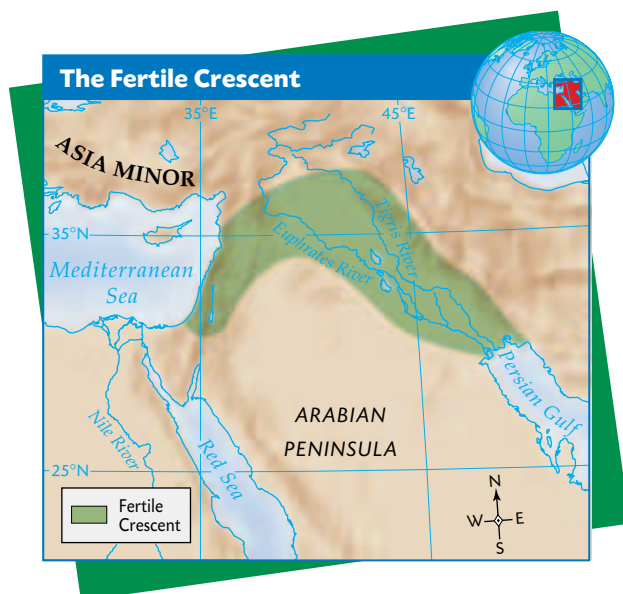 The Fertile Crescent
35°E
45°E
ASIA MINOR
35°N
Tigris River
Euphrates River
Mediterranean
Sea
Persian Gulf
ARABIAN
PENINSULA
Nile River
Red Sea
25°N
Fertile
Crescent
N
W E
S